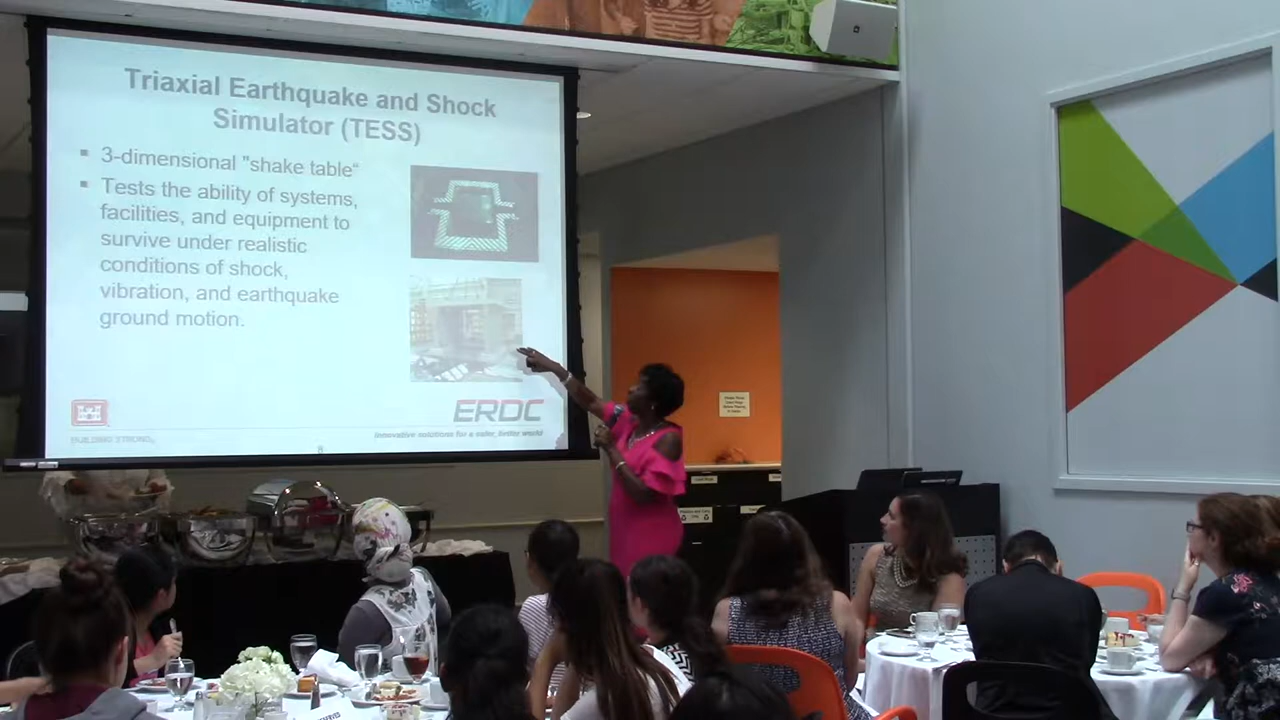 Triaxial Earthquake and Shock
Simulator (TESS)
▪ 3-dimensional "shake table“
▪ Tests the ability of systems,
facilities, and equipment to
survive under realistic
conditions of shock,
vibration, and earthquake
ground motion.
ERDC
BUILDING STRONG®
Innovative solutions for a safer, better world